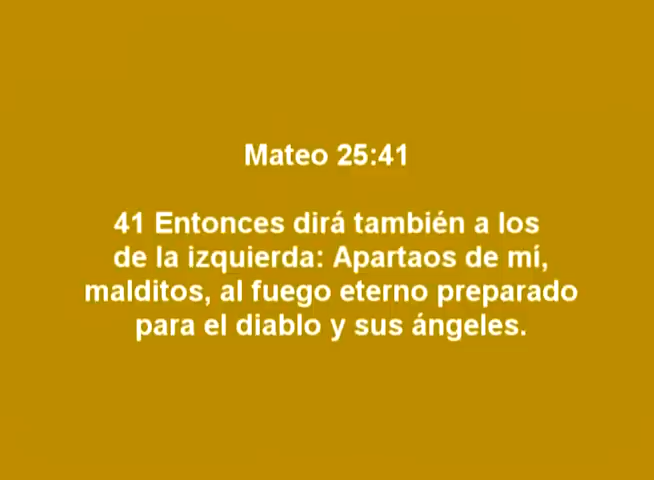 Mateo 25:41
41 Entonces dirá también a los
de la izquierda: Apartaos de mí,
malditos, al fuego eterno preparado
para el diablo y sus ángeles.